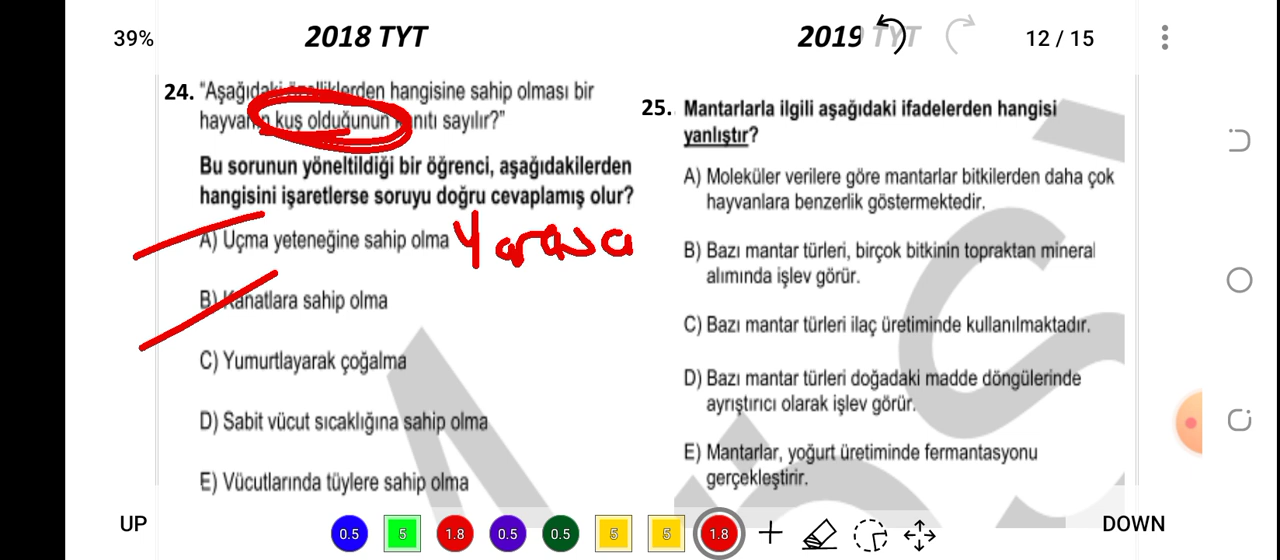 39%
2018 TYT
2019 TYT
12 / 15
24. "Aşağıdaki özelliklerden hangisine sahip olması bir
hayvanın kuş olduğunun kanıtı sayılır?"
Bu sorunun yöneltildiği bir öğrenci, aşağıdakilerden
hangisini işaretlerse soruyu doğru cevaplamış olur?
A) Uçma yeteneğine sahip olma Yarasa
B) Kanatlara sahip olma
C) Yumurtlayarak çoğalma
D) Sabit vücut sıcaklığına sahip olma
E) Vücutlarında tüylere sahip olma
25. Mantarlarla ilgili aşağıdaki ifadelerden hangisi
yanlıştır?
A) Moleküler verilere göre mantarlar bitkilerden daha çok
hayvanlara benzerlik göstermektedir.
B) Bazı mantar türleri, birçok bitkinin topraktan mineral
alımında işlev görür.
C) Bazı mantar türleri ilaç üretiminde kullanılmaktadır.
D) Bazı mantar türleri doğadaki madde döngülerinde
ayrıştırıcı olarak işlev görür.
E) Mantarlar, yoğurt üretiminde fermantasyonu
gerçekleştirir.
UP
0.5 5 1.8 0.5 0.5 5 5 1.8
DOWN